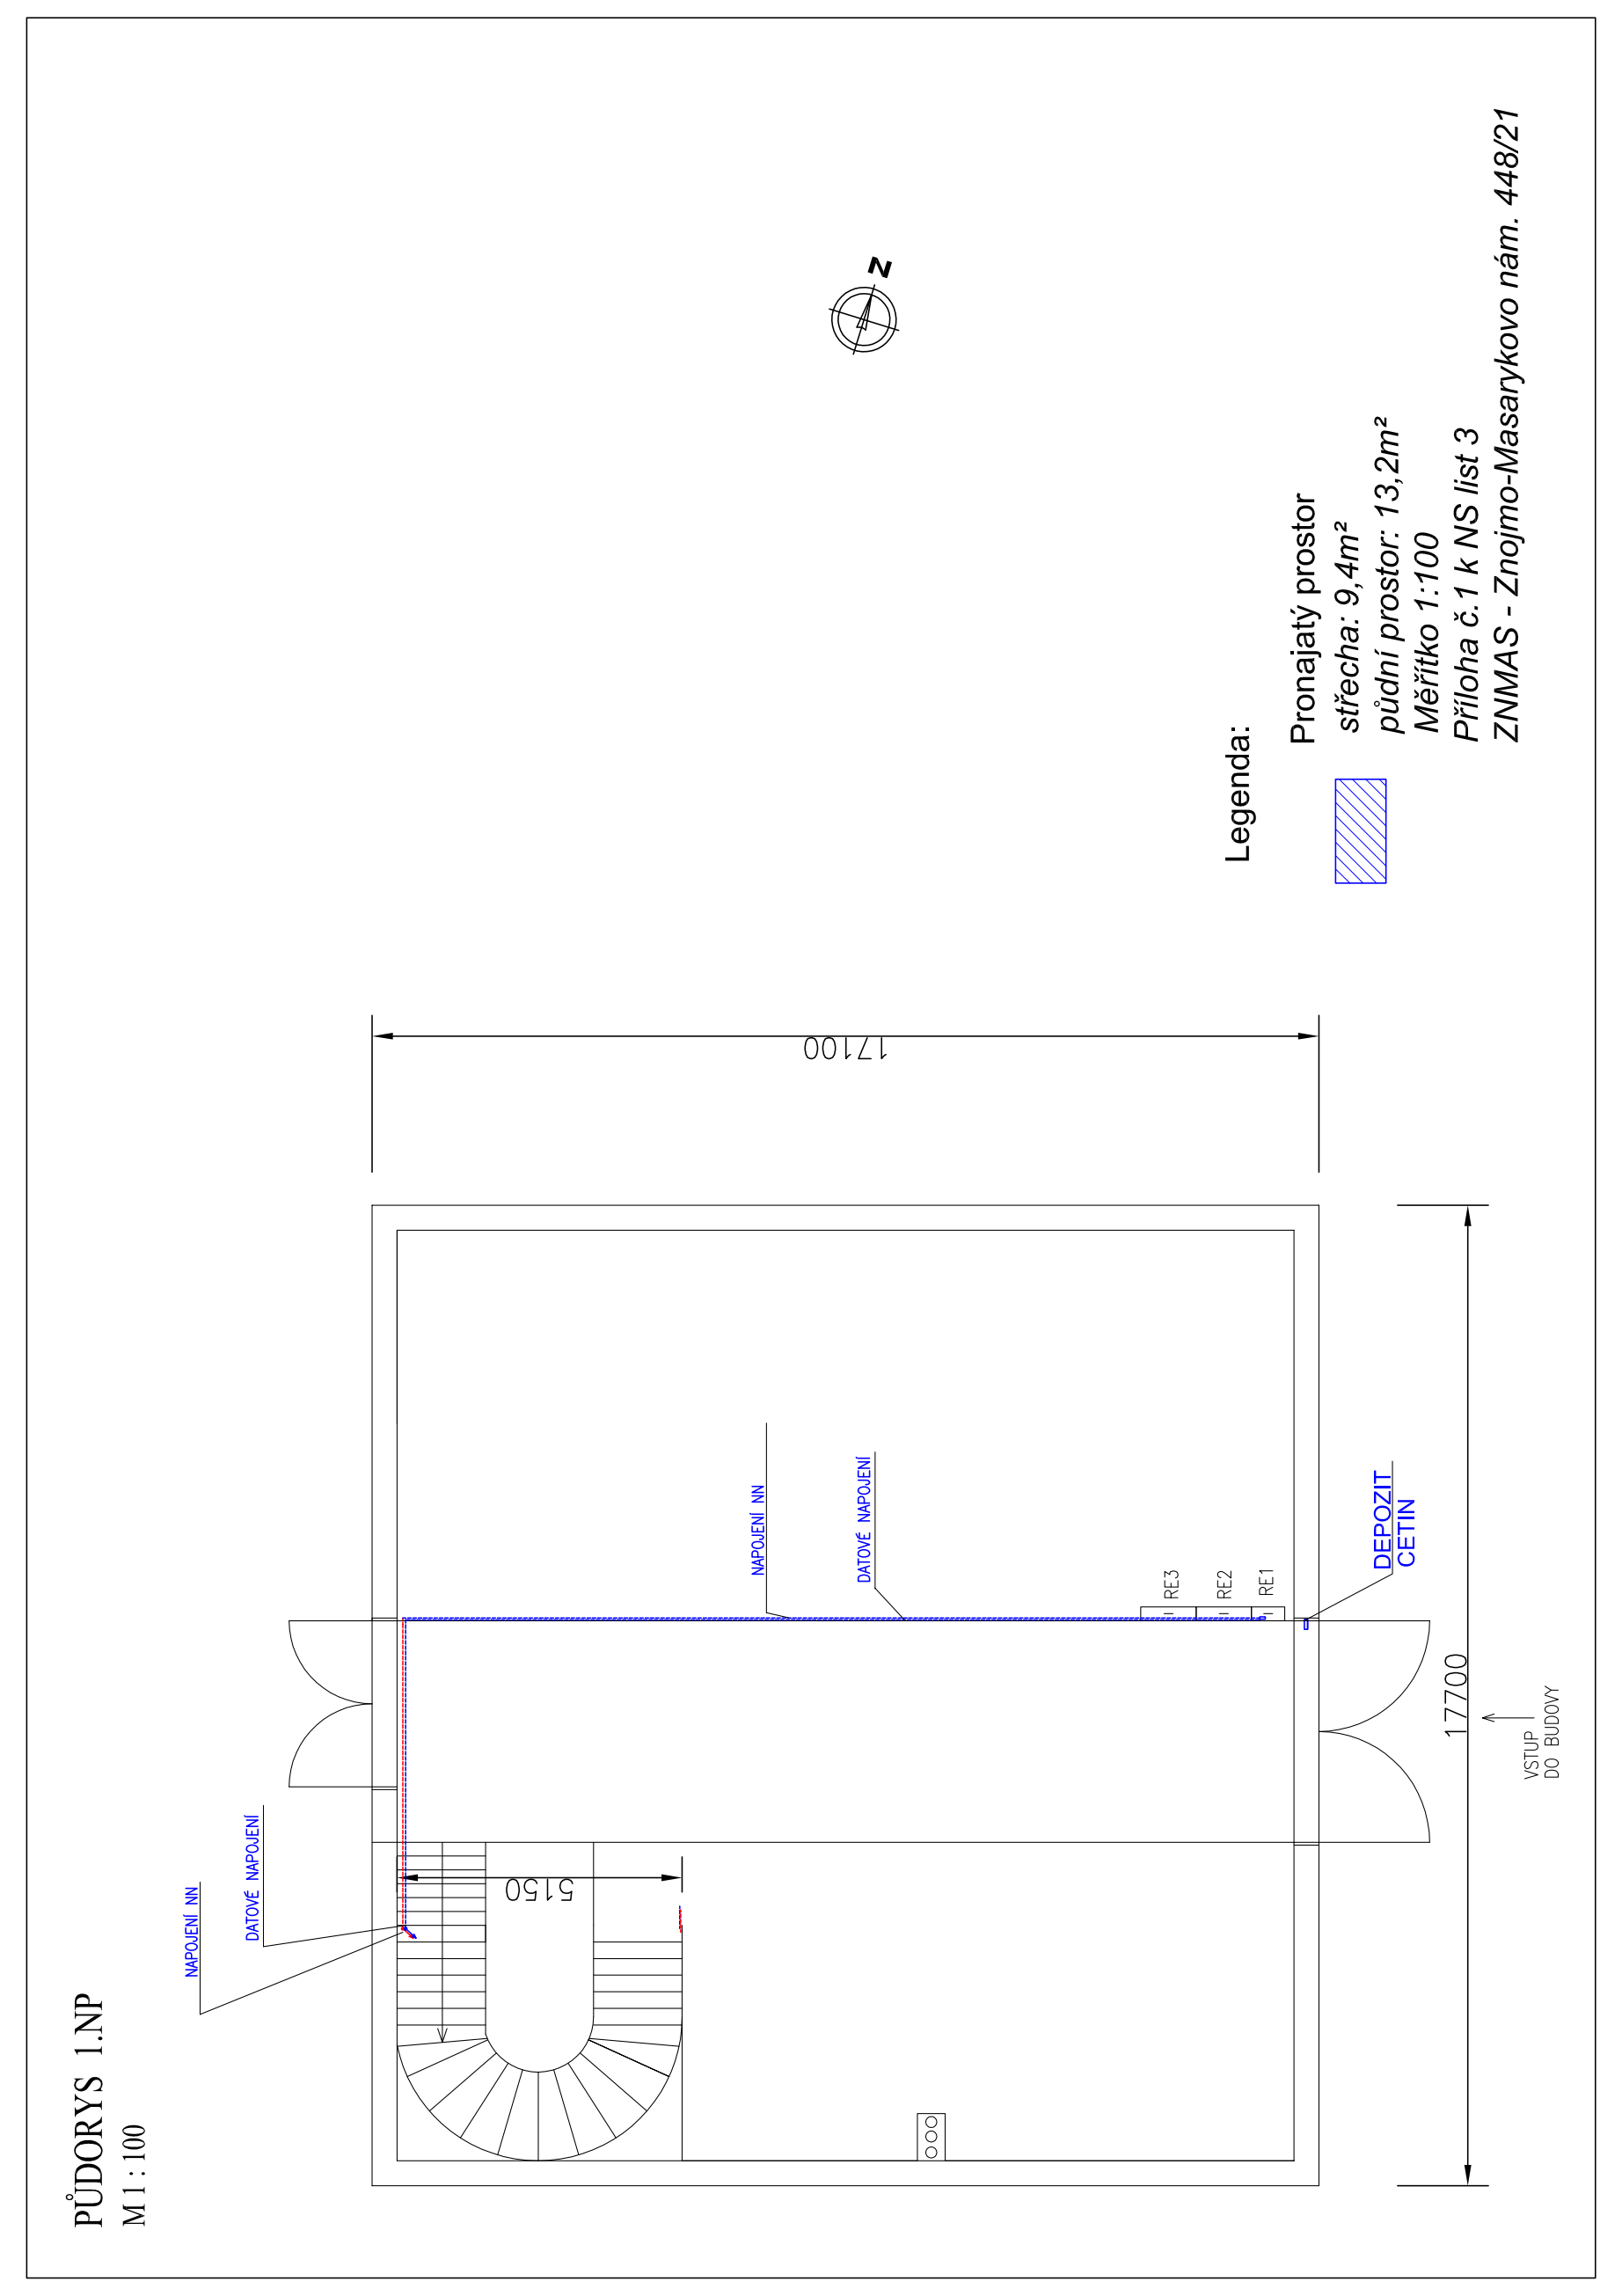 PŮDORYS 1.NP
M 1 : 100
NAPOJENÍ NN
DATOVÉ NAPOJENÍ
5150
NAPOJENÍ NN
DATOVÉ NAPOJENÍ
17100
RE3
RE2
RE1
DEPOZIT
CETIN
17700
VSTUP
DO BUDOVY
N
Legenda:
Pronajatý prostor
střecha: 9,4m²
půdní prostor: 13,2m²
Měřítko 1:100
Příloha č.1 k NS list 3
ZNMAS - Znojmo-Masarykovo nám. 448/21